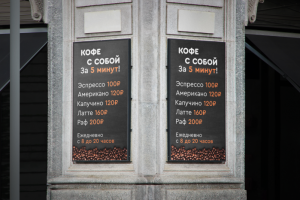 КОФЕ
С СОБОЙ
За 5 минут!
Эспрессо 100₽
Американо 120₽
Капучино 120₽
Латте 160₽
Раф 200₽
Ежедневно
с 8 до 20 часов
КОФЕ
С СОБОЙ
За 5 минут!
Эспрессо 100₽
Американо 120₽
Капучино 120₽
Латте 160₽
Раф 200₽
Ежедневно
с 8 до 20 часов